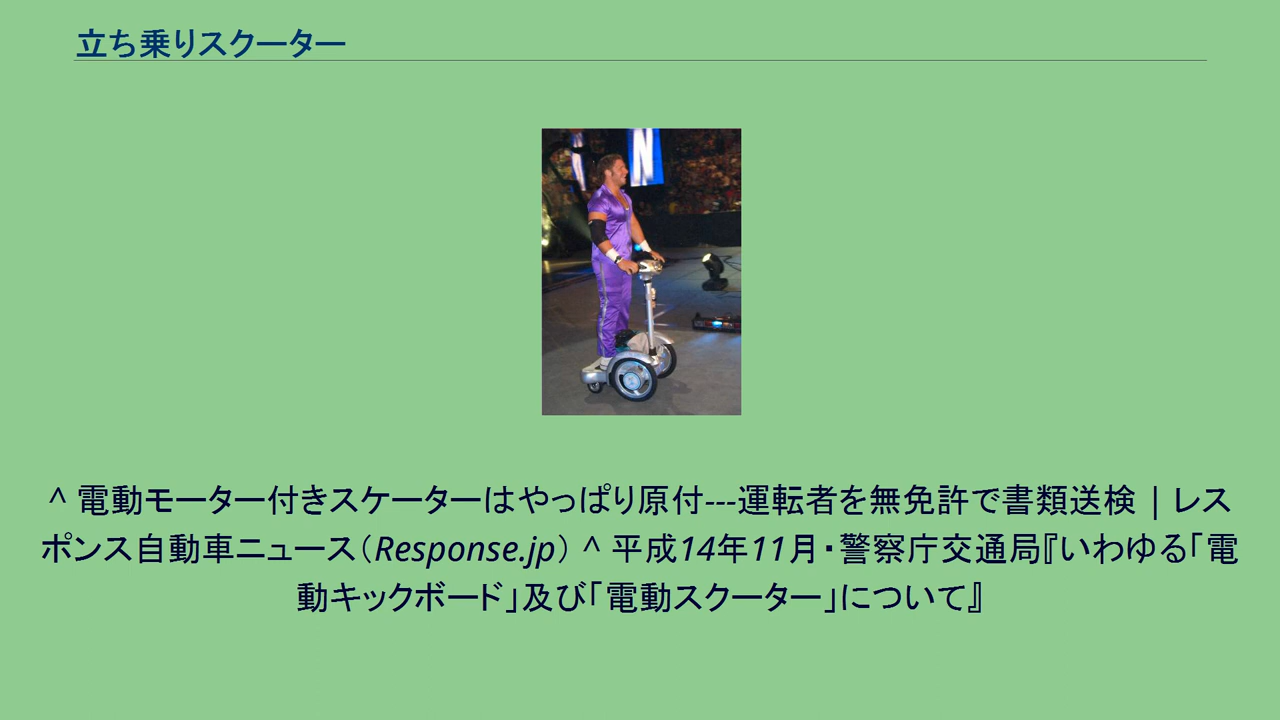 立ち乗りスクーター
N
^ 電動モーター付きスケーターはやっぱり原付---運転者を無免許で書類送検 | レス
ポンス自動車ニュース（Response.jp） ^ 平成14年11月・警察庁交通局『いわゆる「電
動キックボード」及び「電動スクーター」について』